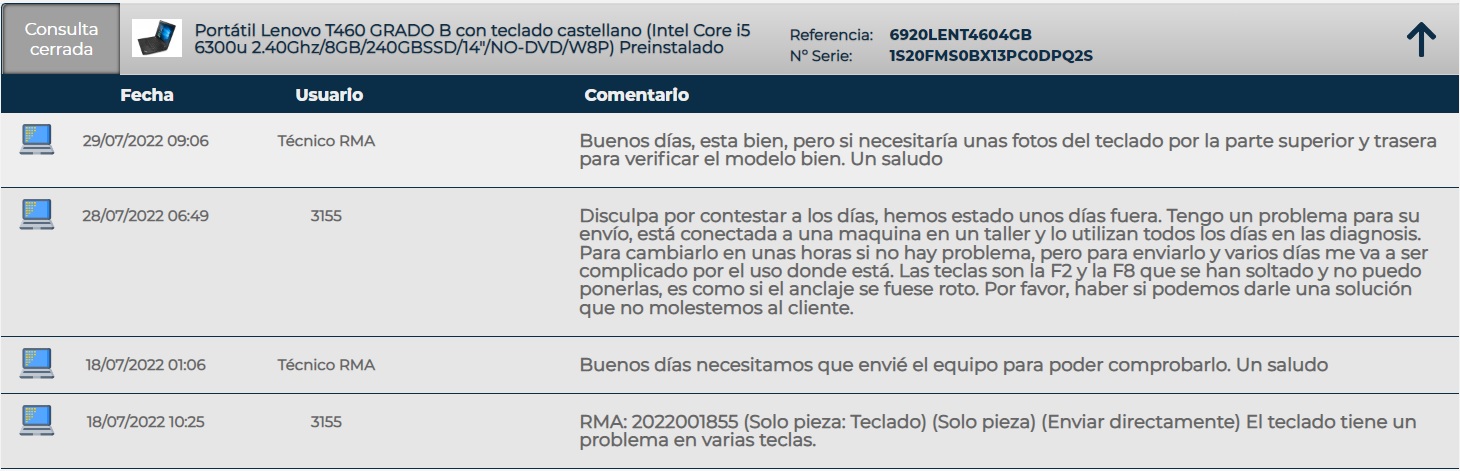 Consulta
cerrada
Portátil Lenovo T460 GRADO B con teclado castellano (Intel Core i5
6300u 2.40Ghz/8GB/240GBSSD/14"/NO-DVD/W8P) Preinstalado
Referencia: 6920LENT4604GB
Nº Serie: 1S20FMS0BX13PC0DPQ2S
Fecha Usuario Comentario
29/07/2022 09:06 Técnico RMA Buenos días, esta bien, pero si necesitaría unas fotos del teclado por la parte superior y trasera
para verificar el modelo bien. Un saludo
28/07/2022 06:49 3155 Disculpa por contestar a los días, hemos estado unos días fuera. Tengo un problema para su
envío, está conectada a una maquina en un taller y lo utilizan todos los días en las diagnosis.
Para cambiarlo en unas horas si no hay problema, pero para enviarlo y varios días me va a ser
complicado por el uso donde está. Las teclas son la F2 y la F8 que se han soltado y no puedo
ponerlas, es como si el anclaje se fuese roto. Por favor, haber si podemos darle una solución
que no molestemos al cliente.
18/07/2022 01:06 Técnico RMA Buenos días necesitamos que envié el equipo para poder comprobarlo. Un saludo
18/07/2022 10:25 3155 RMA: 2022001855 (Solo pieza: Teclado) (Solo pieza) (Enviar directamente) El teclado tiene un
problema en varias teclas.